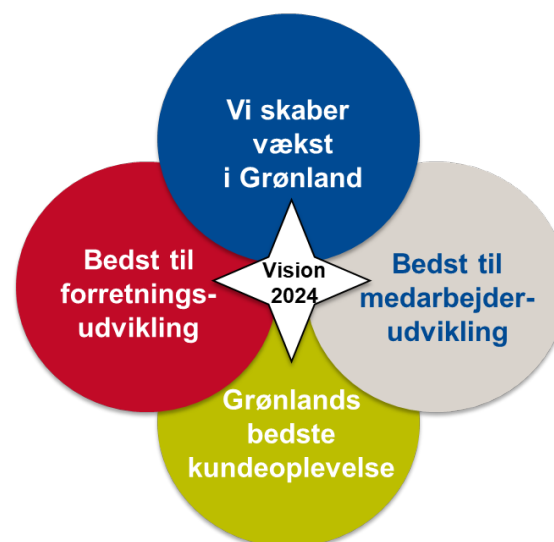 Vi skaber
vækst
i Grønland
Bedst til
forretnings-
udvikling
Vision
2024
Bedst til
medarbejder-
udvikling
Grønlands
bedste
kundeoplevelse